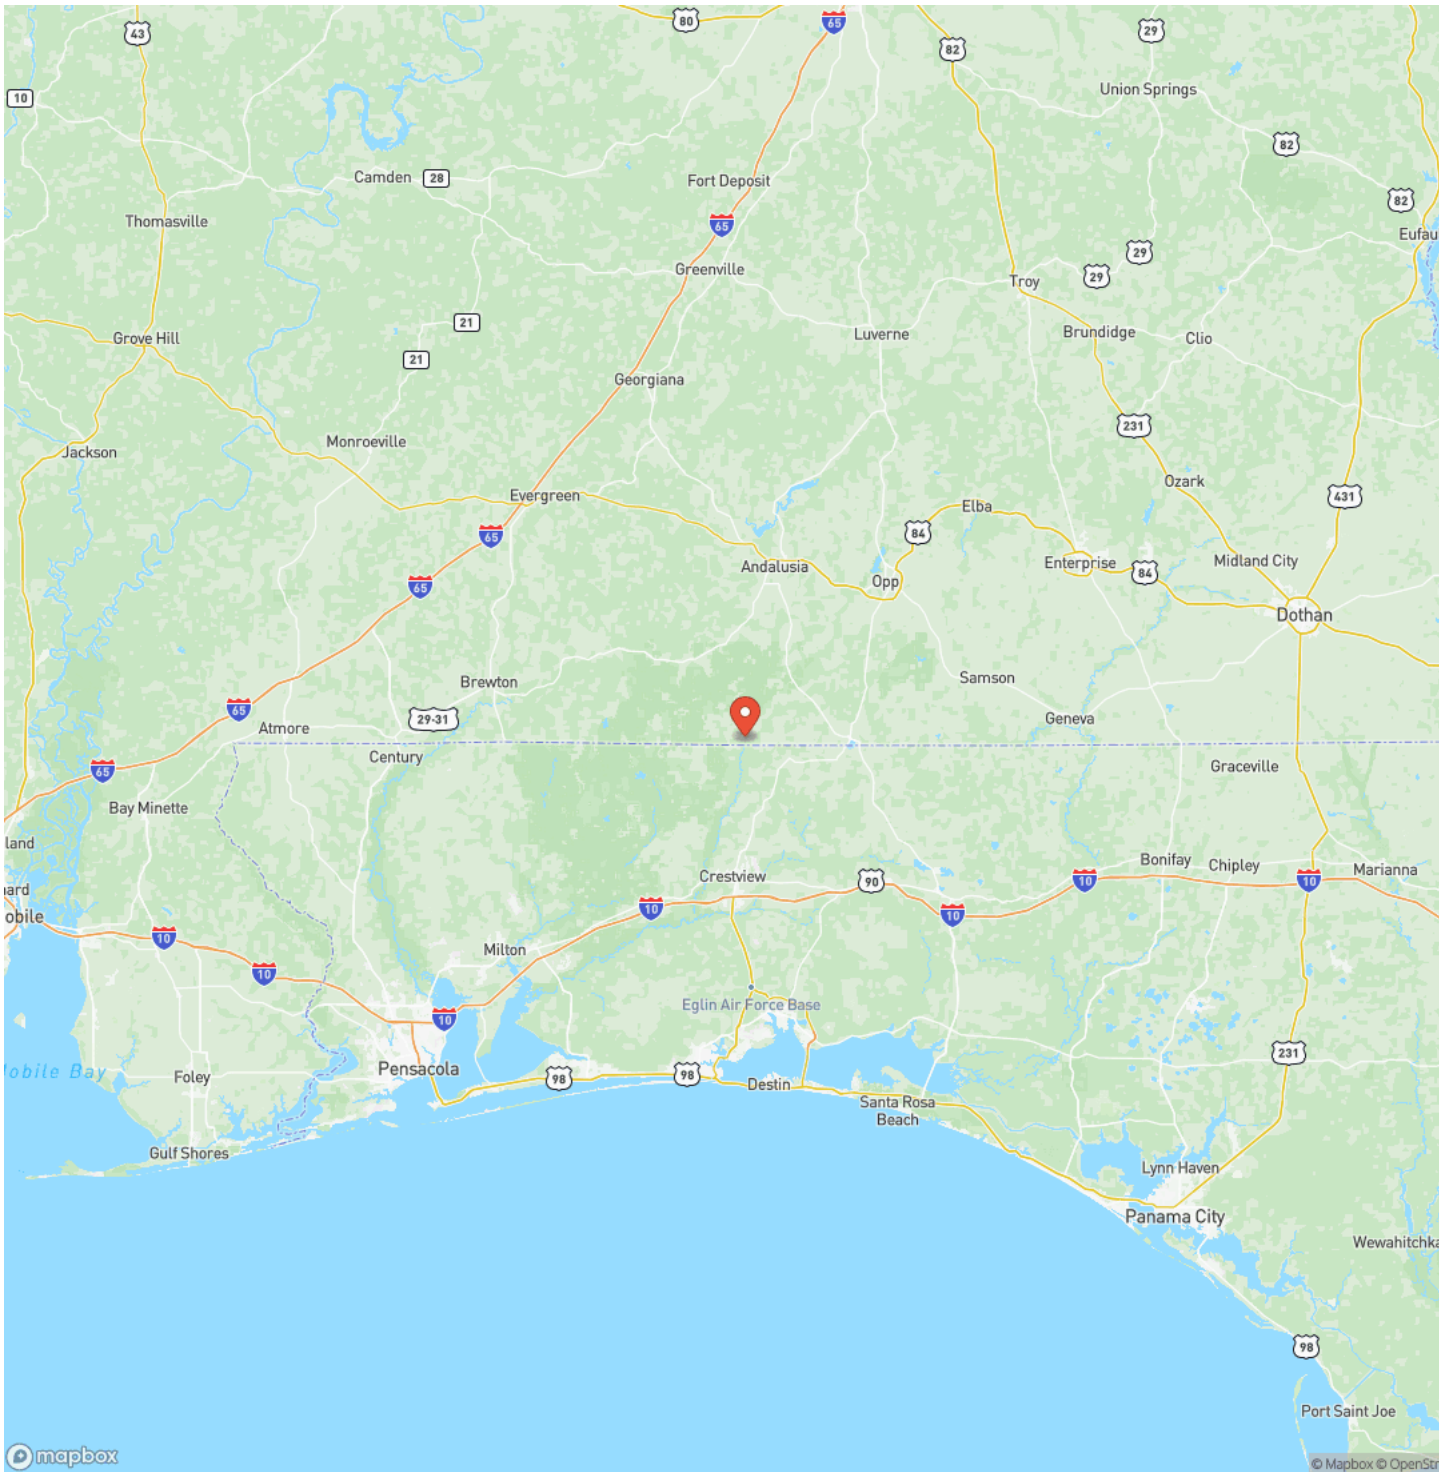 43
80
65
82
29
10
Union Springs
82
Camden
28
Fort Deposit
82
Thomasville
65
Eufau
29
Greenville
29
Troy
21
Luverne
Brundidge
Clio
Grove Hill
21
Georgiana
231
Monroeville
Jackson
Ozark
Evergreen
431
Elba
65
84
Andalusia
Enterprise
Midland City
84
Opp
65
Dothan
Brewton
Samson
65
29-31
Geneva
Atmore
Century
Graceville
65
Bay Minette
land
Bonifay
Chipley
Marianna
Crestview
90
10
10
ard
10
10
obile
10
Milton
10
Eglin Air Force Base
10
231
Mobile Bay
Pensacola
Foley
98
98
Destin
Santa Rosa
Beach
Gulf Shores
Lynn Haven
Panama City
Wewahitchka
98
Port Saint Joe
mapbox
© Mapbox © OpenStr